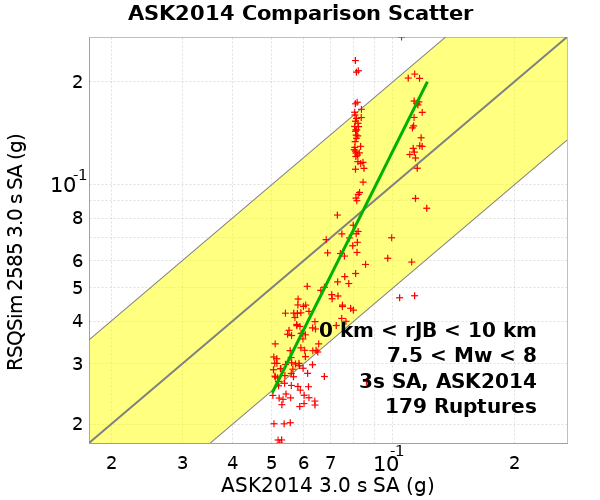 ASK2014 Comparison Scatter
RSQSim 2585 3.0 s SA (g)
2
10-1
8
6
5
4
3
2
0 km < rJB < 10 km
7.5 < Mw < 8
3s SA, ASK2014
179 Ruptures
2 3 4 5 6 7 10-1 2
ASK2014 3.0 s SA (g)